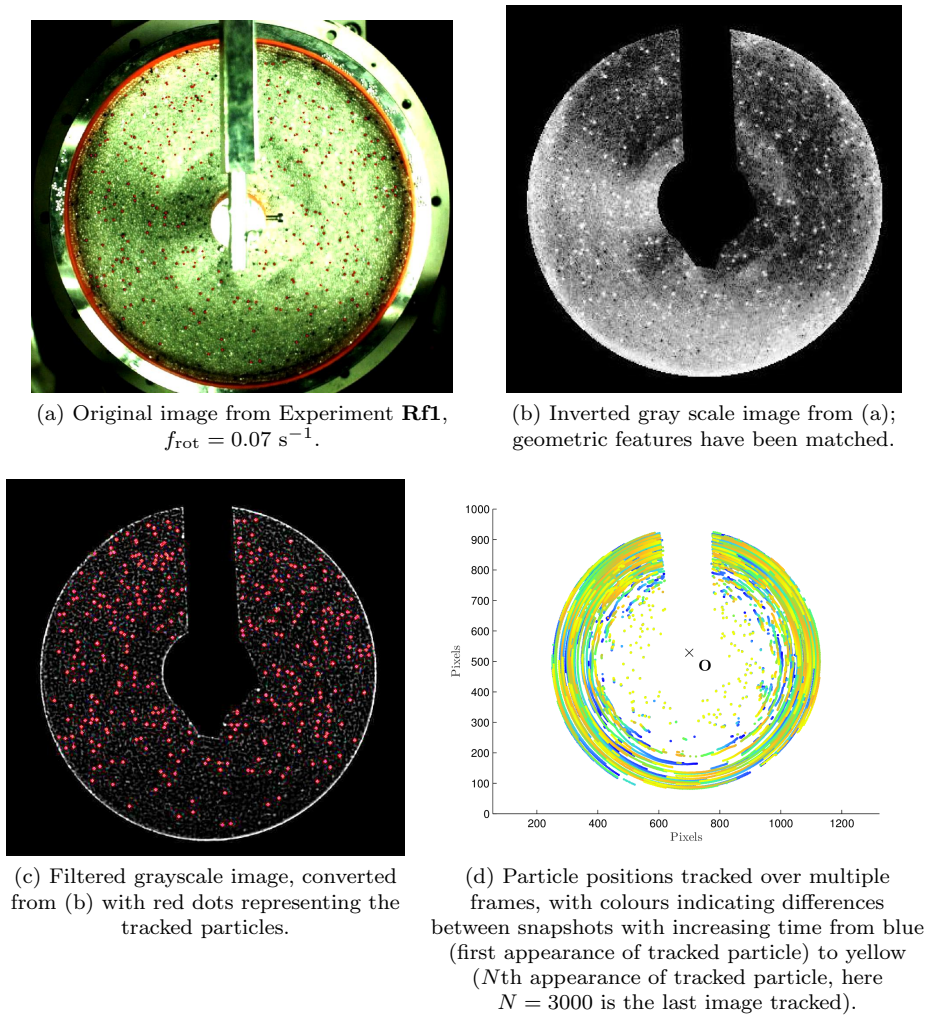 (a) Original image from Experiment Rf1,
f_rot = 0.07 s⁻¹.
(b) Inverted gray scale image from (a);
geometric features have been matched.
(c) Filtered grayscale image, converted
from (b) with red dots representing the
tracked particles.
1000
900
800
700
600
500
400
300
200
100
0
Pixels
O
200 400 600 800 1000 1200
Pixels
(d) Particle positions tracked over multiple
frames, with colours indicating differences
between snapshots with increasing time from blue
(first appearance of tracked particle) to yellow
(Nth appearance of tracked particle, here
N = 3000 is the last image tracked).